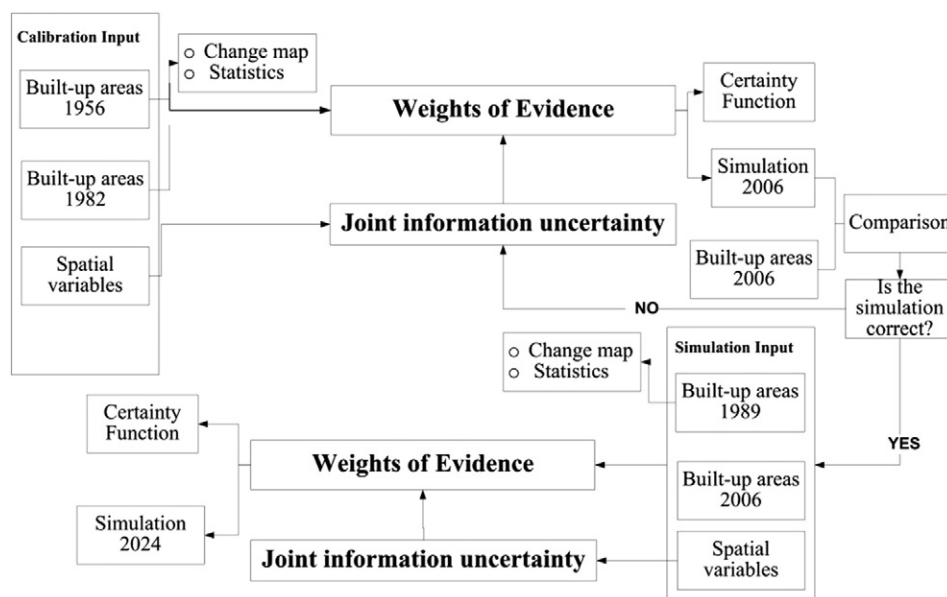 Calibration Input
Built-up areas
1956
Built-up areas
1982
Spatial
variables
○ Change map
○ Statistics
Weights of Evidence
Joint information uncertainty
Certainty
Function
Simulation
2006
Built-up areas
2006
Comparison
Is the
simulation
correct?
NO
YES
Simulation Input
Built-up areas
1989
Built-up areas
2006
Spatial
variables
○ Change map
○ Statistics
Weights of Evidence
Joint information uncertainty
Certainty
Function
Simulation
2024